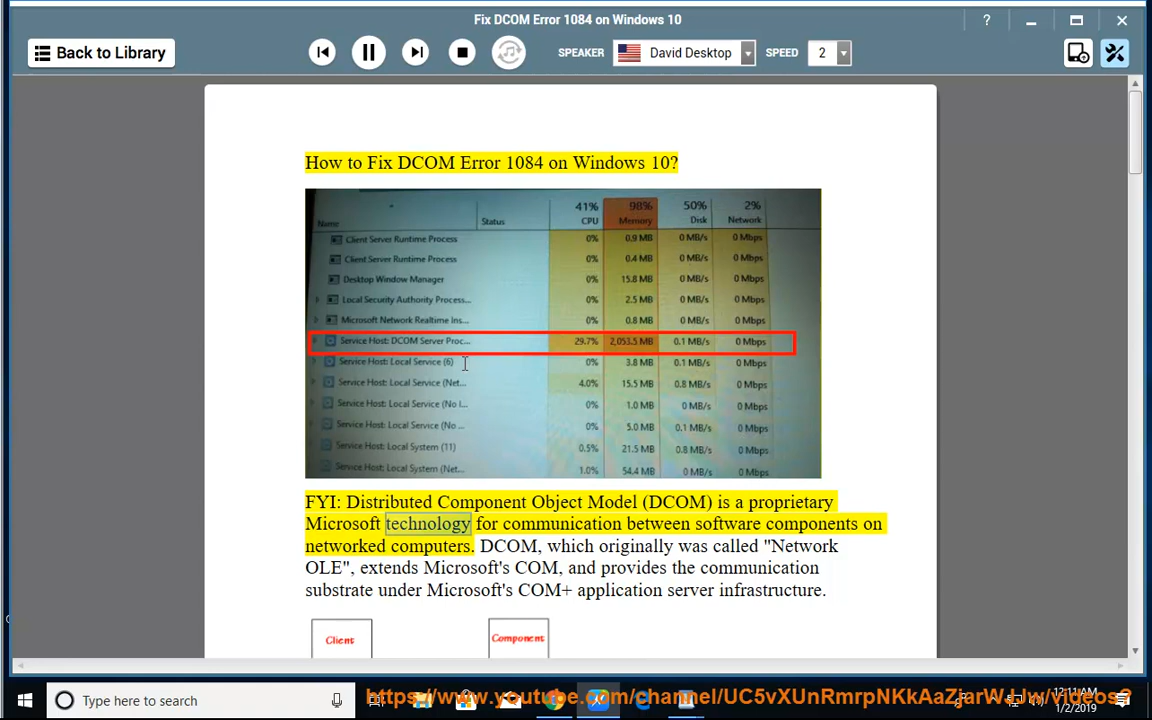 Fix DCOM Error 1084 on Windows 10
?
Back to Library
SPEAKER
David Desktop
SPEED
2
How to Fix DCOM Error 1084 on Windows 10?
41% 98% 50% 2%
Name Status CPU Memory Disk Network
Client Server Runtime Process 0% 0.9 MB 0 MB/s 0 Mbps
Client Server Runtime Process 0% 0.4 MB 0 MB/s 0 Mbps
Desktop Window Manager 0% 15.8 MB 0 MB/s 0 Mbps
Local Security Authority Process... 0% 2.5 MB 0 MB/s 0 Mbps
Microsoft Network Realtime Ins... 0% 0.8 MB 0 MB/s 0 Mbps
Service Host: DCOM Server Proc... 29.7% 2,053.5 MB 0.1 MB/s 0 Mbps
Service Host: Local Service (6) 0% 3.8 MB 0.1 MB/s 0 Mbps
Service Host: Local Service (Net... 4.0% 15.5 MB 0.8 MB/s 0 Mbps
Service Host: Local Service (No I... 0% 1.0 MB 0 MB/s 0 Mbps
Service Host: Local Service (No ... 0% 5.0 MB 0.1 MB/s 0 Mbps
Service Host: Local System (11) 0.5% 21.5 MB 0.8 MB/s 0 Mbps
Service Host: Local System (Net... 1.0% 54.4 MB 0 MB/s 0 Mbps
FYI: Distributed Component Object Model (DCOM) is a proprietary
Microsoft technology for communication between software components on
networked computers. DCOM, which originally was called "Network
OLE", extends Microsoft's COM, and provides the communication
substrate under Microsoft's COM+ application server infrastructure.
Client Component
Type here to search
12:11 AM
1/2/2019